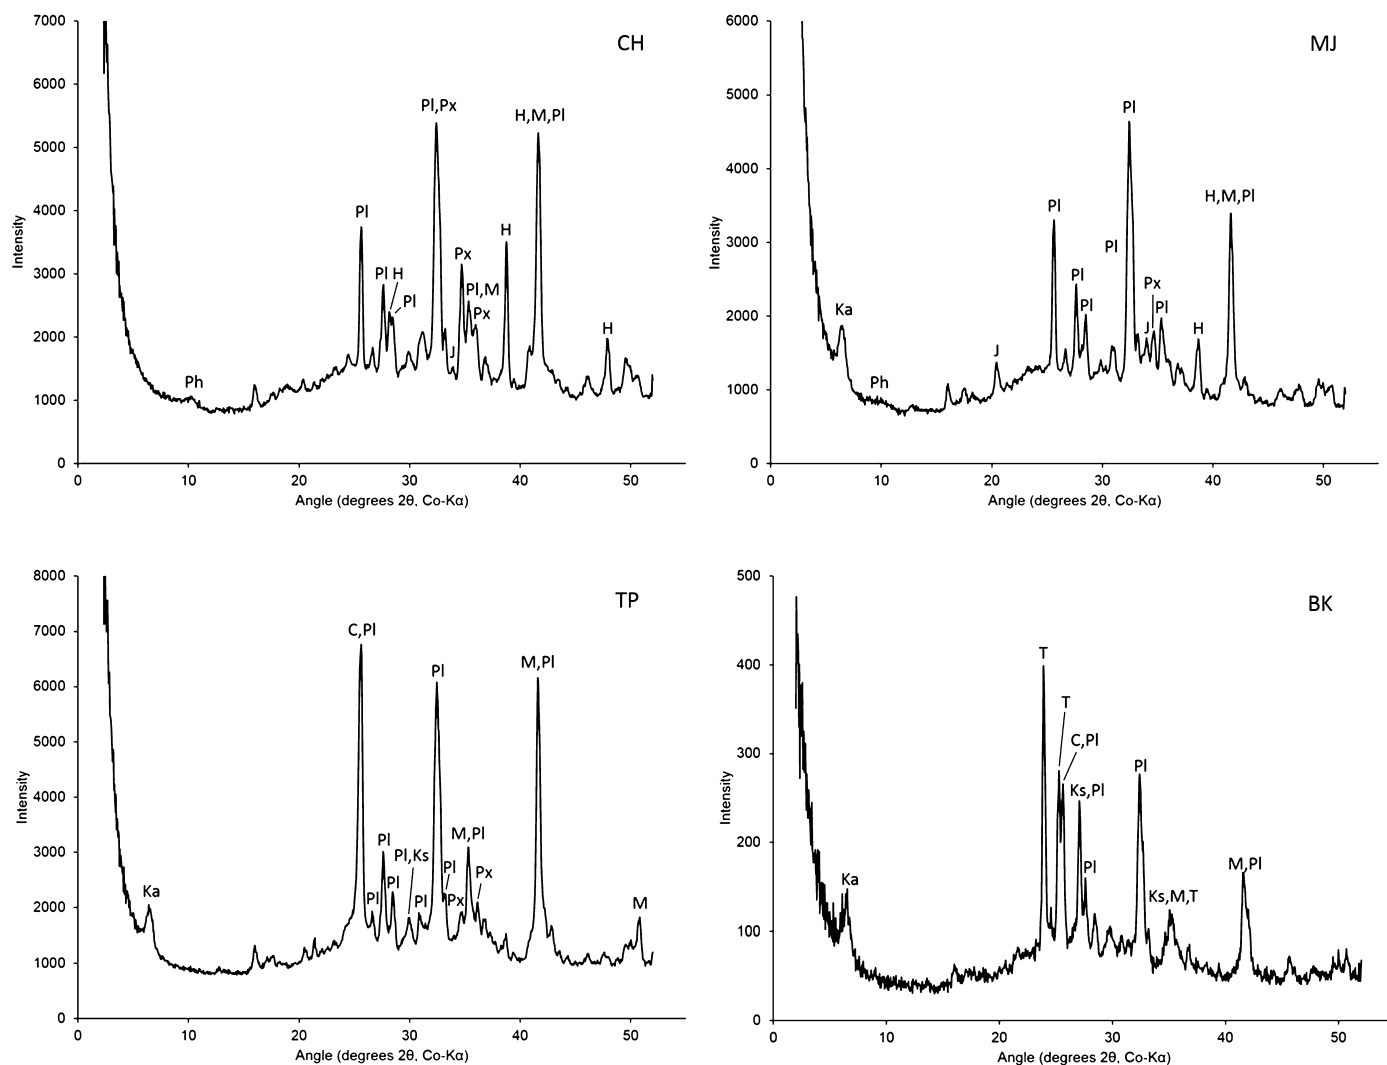 CH
7000
6000
5000
4000
3000
2000
1000
0
Intensity
Ph
Pl
Pl
H
Pl
Pl,Px
J
Px
Pl,M
Px
H
H,M,Pl
H
0
10
20
30
40
50
Angle (degrees 2θ, Co-Kα)
MJ
6000
5000
4000
3000
2000
1000
0
Intensity
Ka
Ph
J
Pl
Pl
Pl
Pl
Pl
J
Px
Pl
H
H,M,Pl
0
10
20
30
40
50
Angle (degrees 2θ, Co-Kα)
TP
8000
7000
6000
5000
4000
3000
2000
1000
0
Intensity
Ka
C,Pl
Pl
Pl
Pl
Pl,Ks
Pl
Pl
Pl
Px
M,Pl
Px
M,Pl
M
0
10
20
30
40
50
Angle (degrees 2θ, Co-Kα)
BK
500
400
300
200
100
0
Intensity
Ka
T
T
C,Pl
Ks,Pl
Pl
Pl
Ks,M,T
M,Pl
0
10
20
30
40
50
Angle (degrees 2θ, Co-Kα)